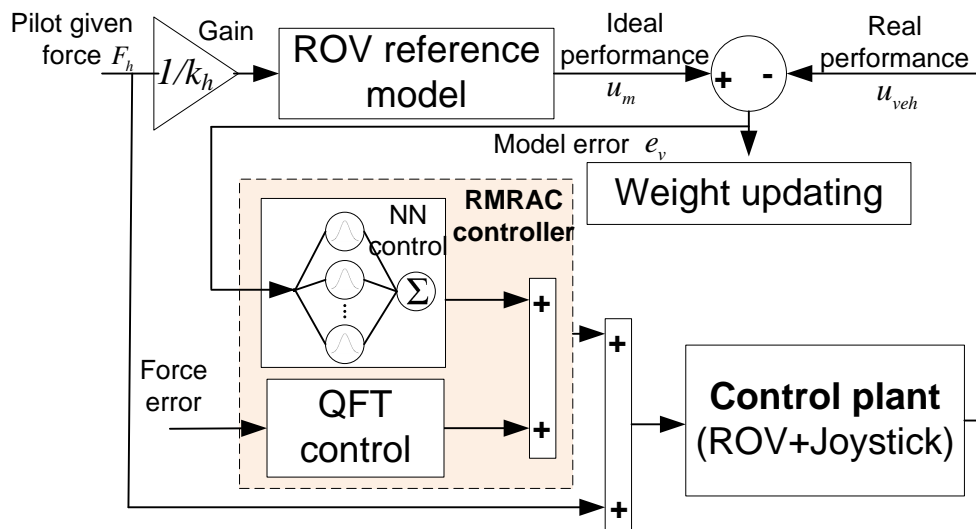 Pilot given
force F_h
Gain
1/k_h
ROV reference
model
Ideal
performance
u_m
+
-
Real
performance
u_veh
Model error e_v
Weight updating
RMRAC
controller
NN
control
Σ
+
+
Force
error
QFT
control
+
+
Control plant
(ROV+Joystick)